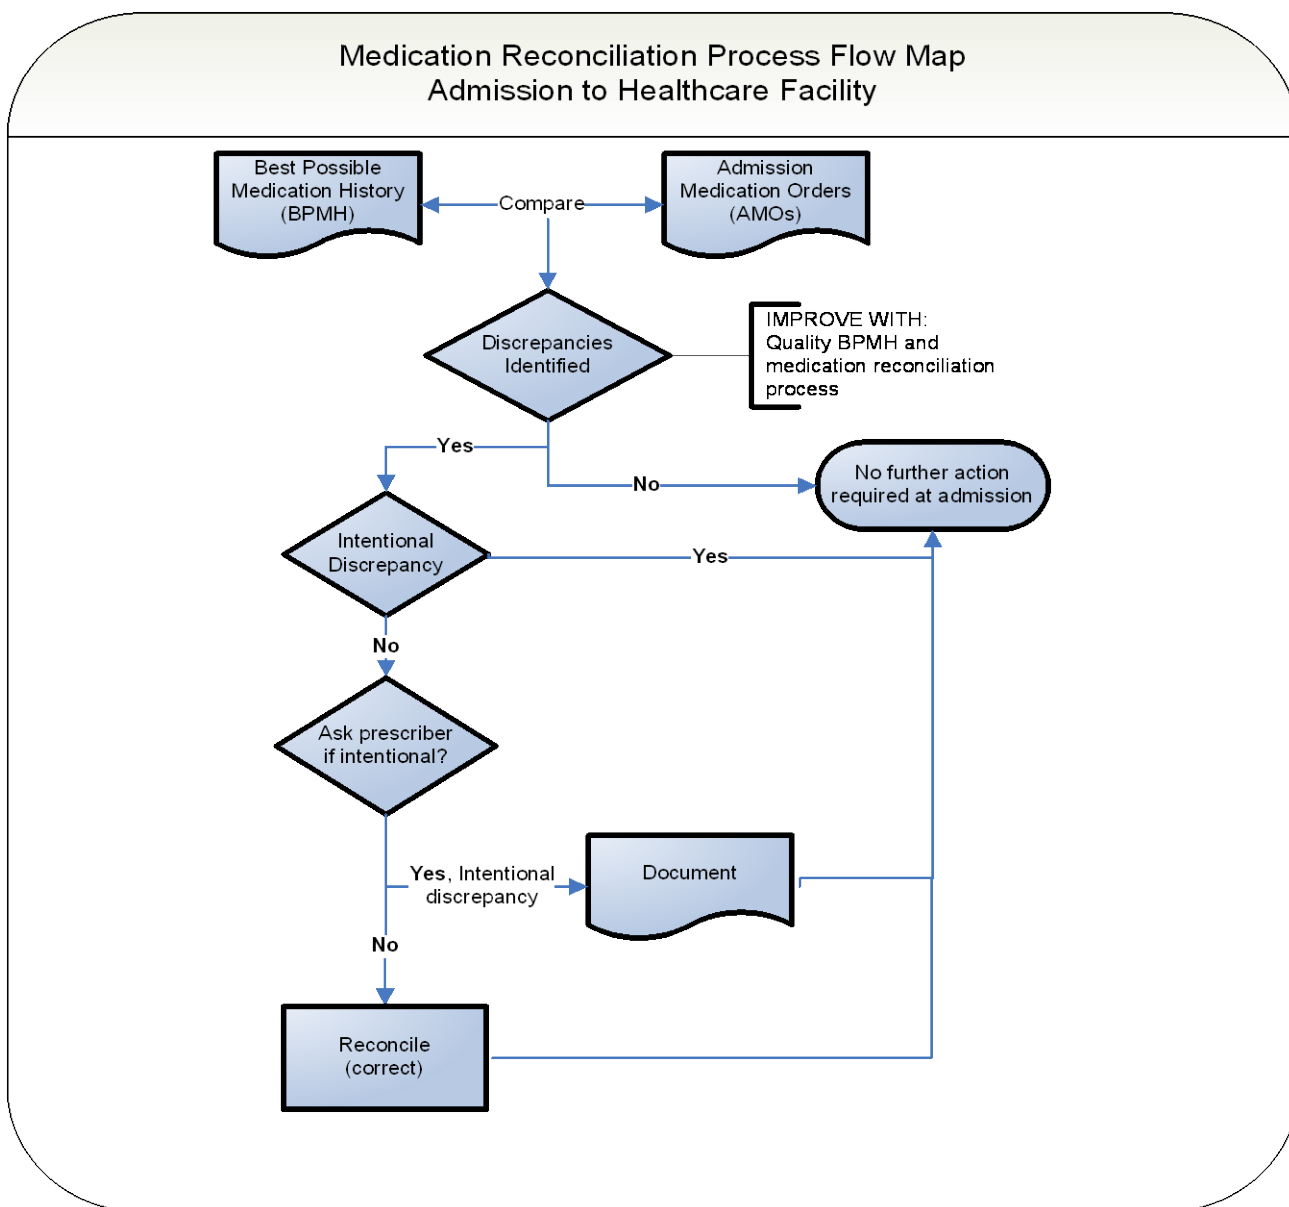 Medication Reconciliation Process Flow Map
Admission to Healthcare Facility
Best Possible
Medication History
(BPMH)
Compare
Admission
Medication Orders
(AMOs)
Discrepancies
Identified
IMPROVE WITH:
Quality BPMH and
medication reconciliation
process
Yes
No
No further action
required at admission
Intentional
Discrepancy
Yes
No
Ask prescriber
if intentional?
Yes, Intentional
discrepancy
Document
No
Reconcile
(correct)